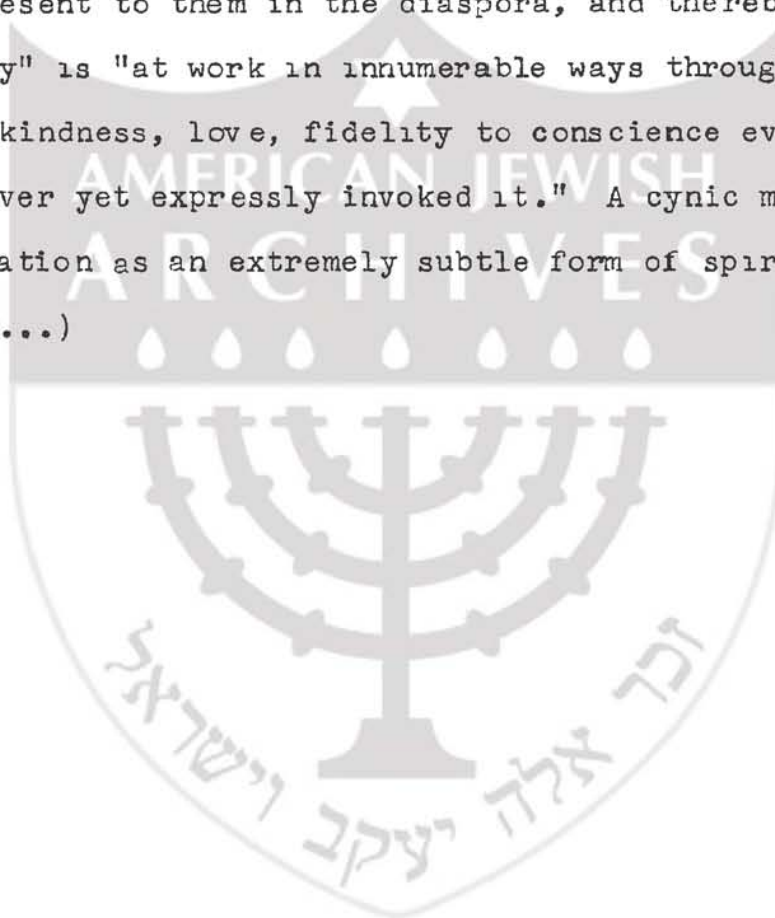 esent to them in the diaspora, and thereb
y" is "at work in innumerable ways throug
kindness, love, fidelity to conscience ev
ver yet expressly invoked it." A cynic m
ation as an extremely subtle form of spir
...)
AMERICAN JEWISH
ARCHIVES
זכר אלה יעקב וישראל